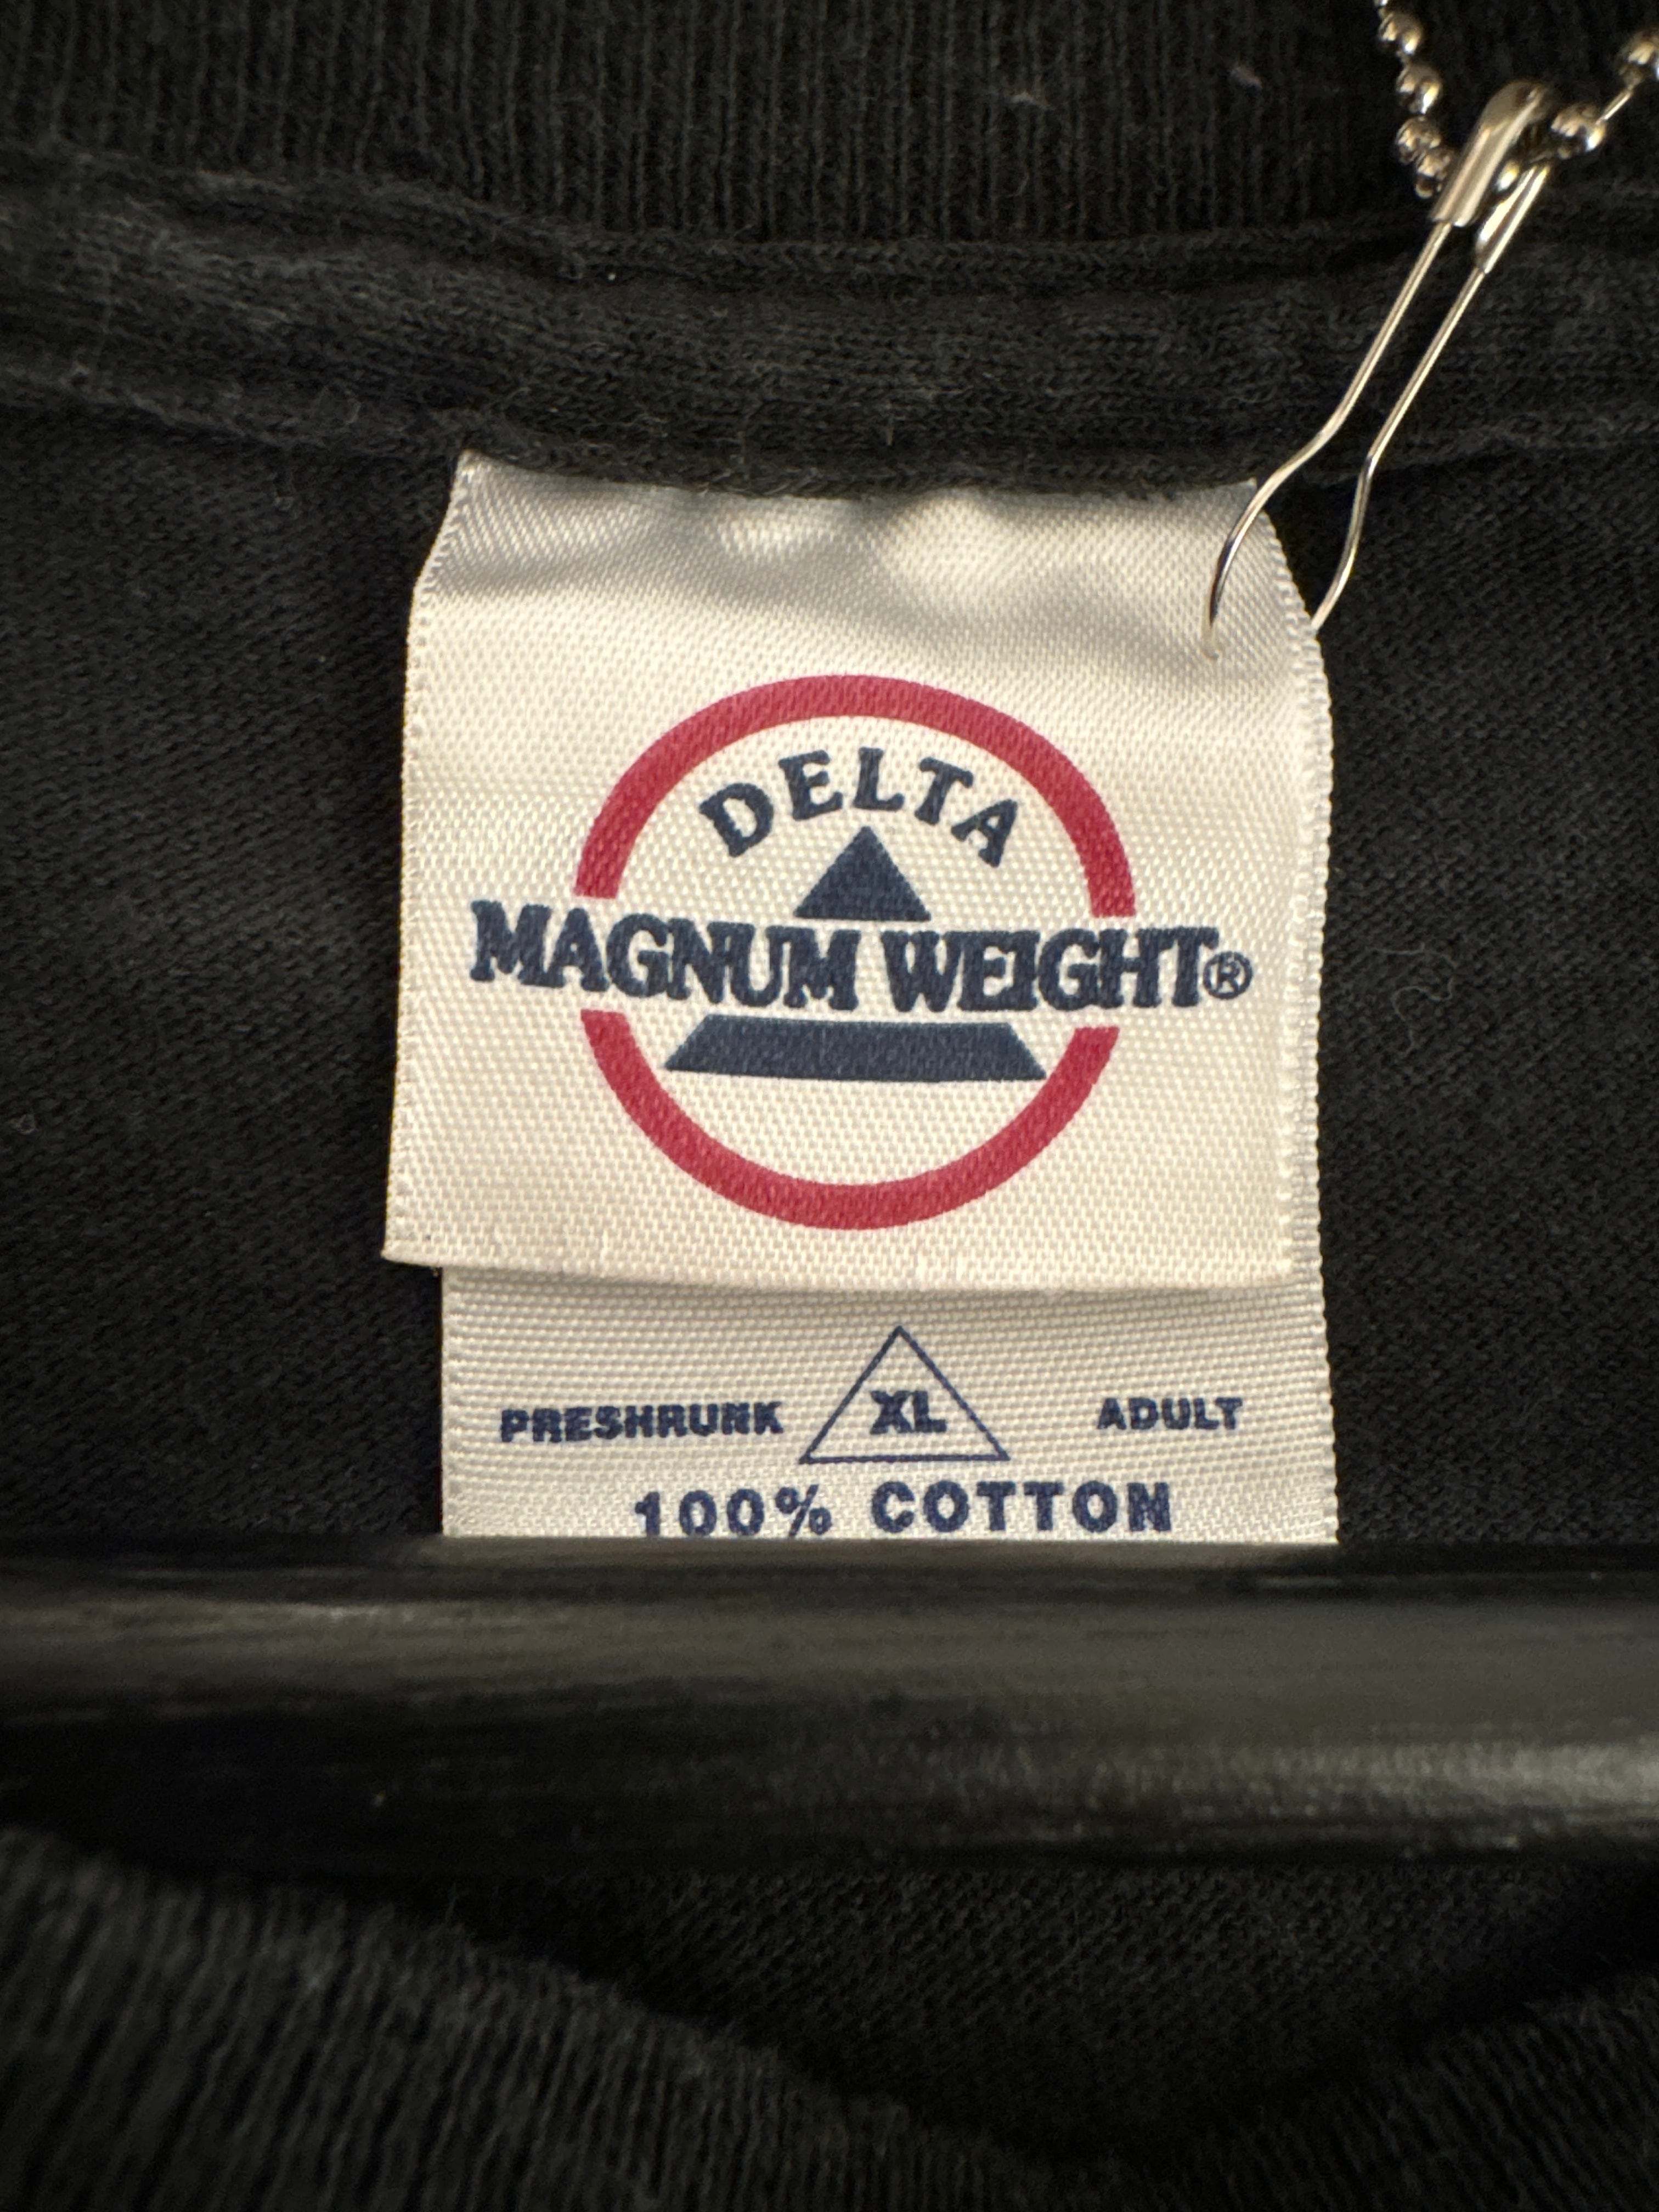 DELTA
MAGNUM WEIGHT®
PRESHRUNK XL ADULT
100% COTTON